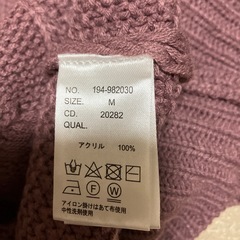 NO. 194-982030
SIZE. M
CD. 20282
QUAL.
アクリル 100%
アイロン掛けはあて布使用
中性洗剤使用